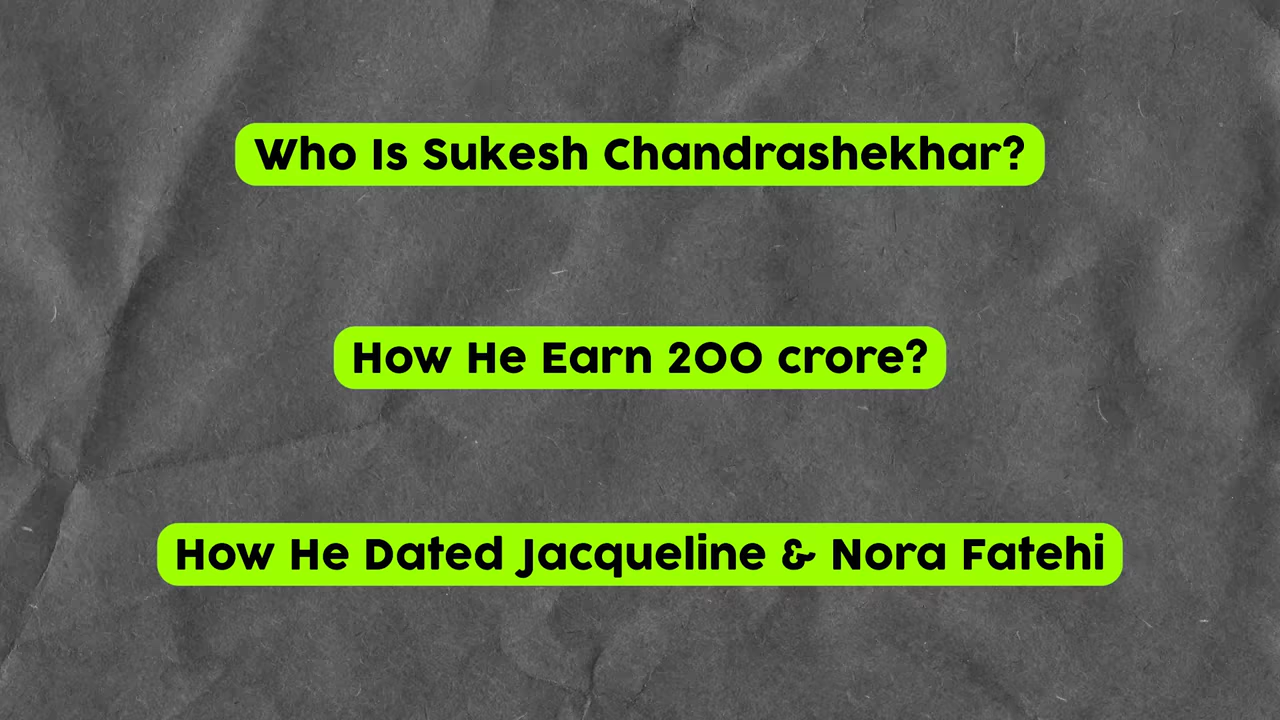 Who Is Sukesh Chandrashekhar?
How He Earn 200 crore?
How He Dated Jacqueline & Nora Fatehi